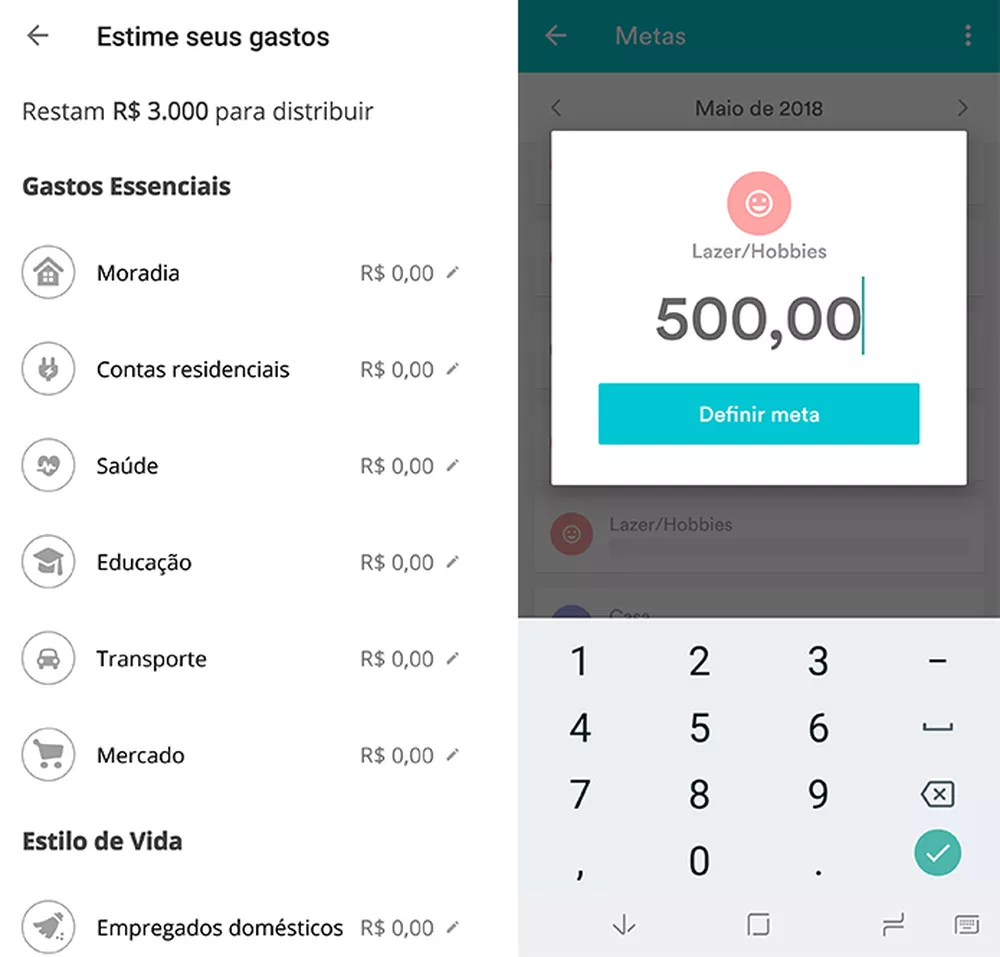 Estime seus gastos
Restam R$ 3.000 para distribuir
Gastos Essenciais
Moradia R$ 0,00
Contas residenciais R$ 0,00
Saúde R$ 0,00
Educação R$ 0,00
Transporte R$ 0,00
Mercado R$ 0,00
Estilo de Vida
Empregados domésticos R$ 0,00
Metas
Maio de 2018
Lazer/Hobbies
500,00
Definir meta
Lazer/Hobbies
Casa
1 2 3 -
4 5 6
7 8 9
, 0 .